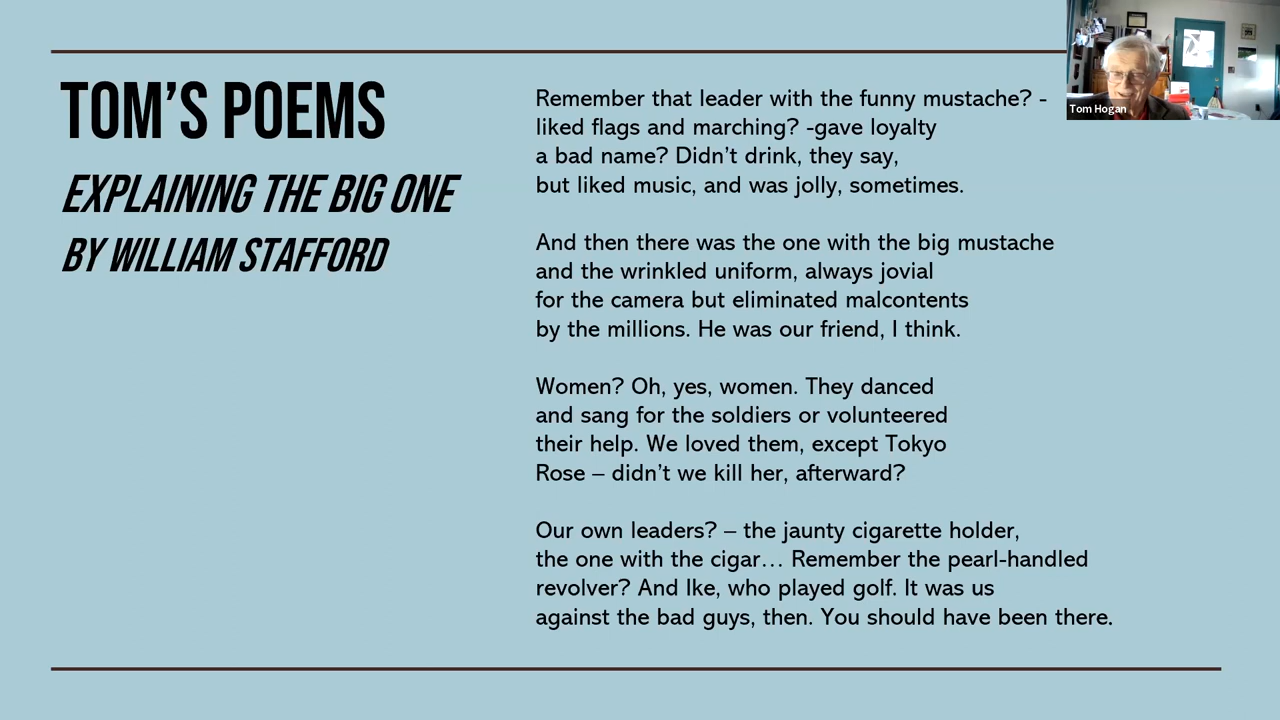 TOM'S POEMS
EXPLAINING THE BIG ONE
BY WILLIAM STAFFORD
Remember that leader with the funny mustache? -
liked flags and marching? -gave loyalty
a bad name? Didn't drink, they say,
but liked music, and was jolly, sometimes.
And then there was the one with the big mustache
and the wrinkled uniform, always jovial
for the camera but eliminated malcontents
by the millions. He was our friend, I think.
Women? Oh, yes, women. They danced
and sang for the soldiers or volunteered
their help. We loved them, except Tokyo
Rose – didn't we kill her, afterward?
Our own leaders? – the jaunty cigarette holder,
the one with the cigar… Remember the pearl-handled
revolver? And Ike, who played golf. It was us
against the bad guys, then. You should have been there.
Tom Hogan